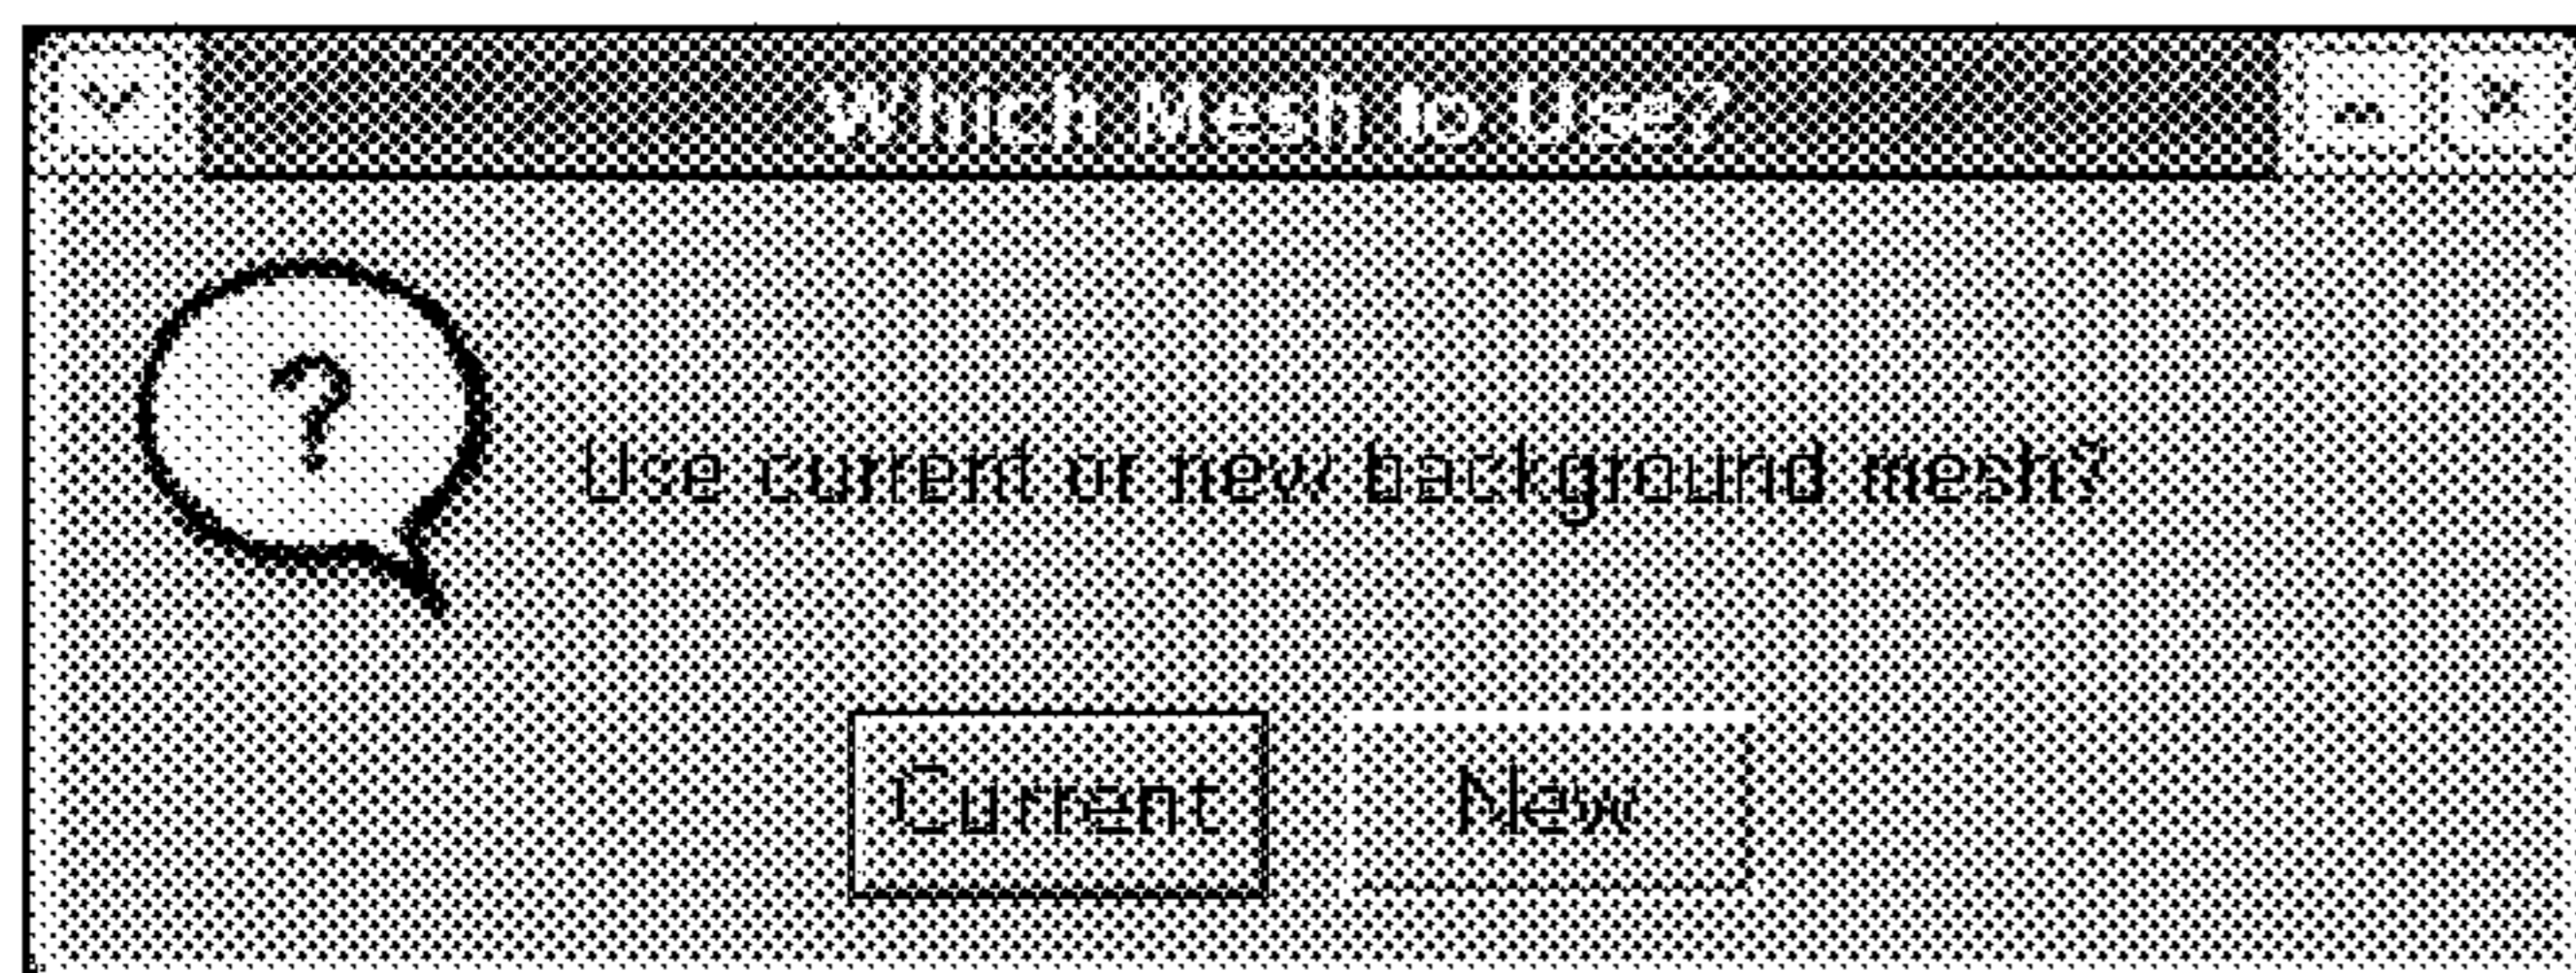 Which Mesh to Use?
?
Use current or new background mesh?
Current New